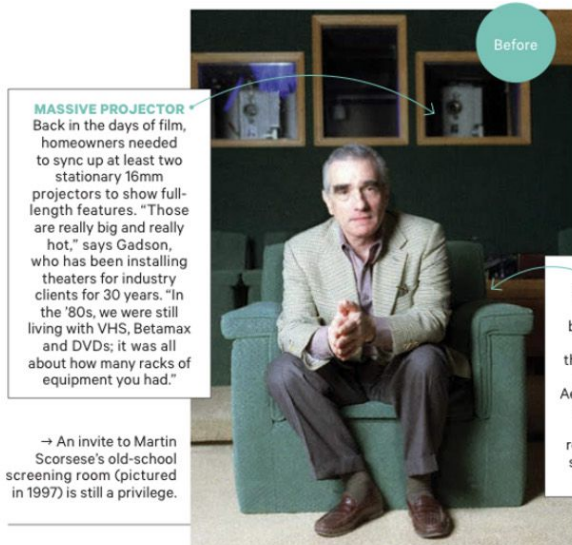 Before
MASSIVE PROJECTOR
Back in the days of film,
homeowners needed
to sync up at least two
stationary 16mm
projectors to show full-
length features. “Those
are really big and really
hot,” says Gadson,
who has been installing
theaters for industry
clients for 30 years. “In
the ’80s, we were still
living with VHS, Betamax
and DVDs; it was all
about how many racks of
equipment you had.”
→ An invite to Martin
Scorsese’s old-school
screening room (pictured
in 1997) is still a privilege.